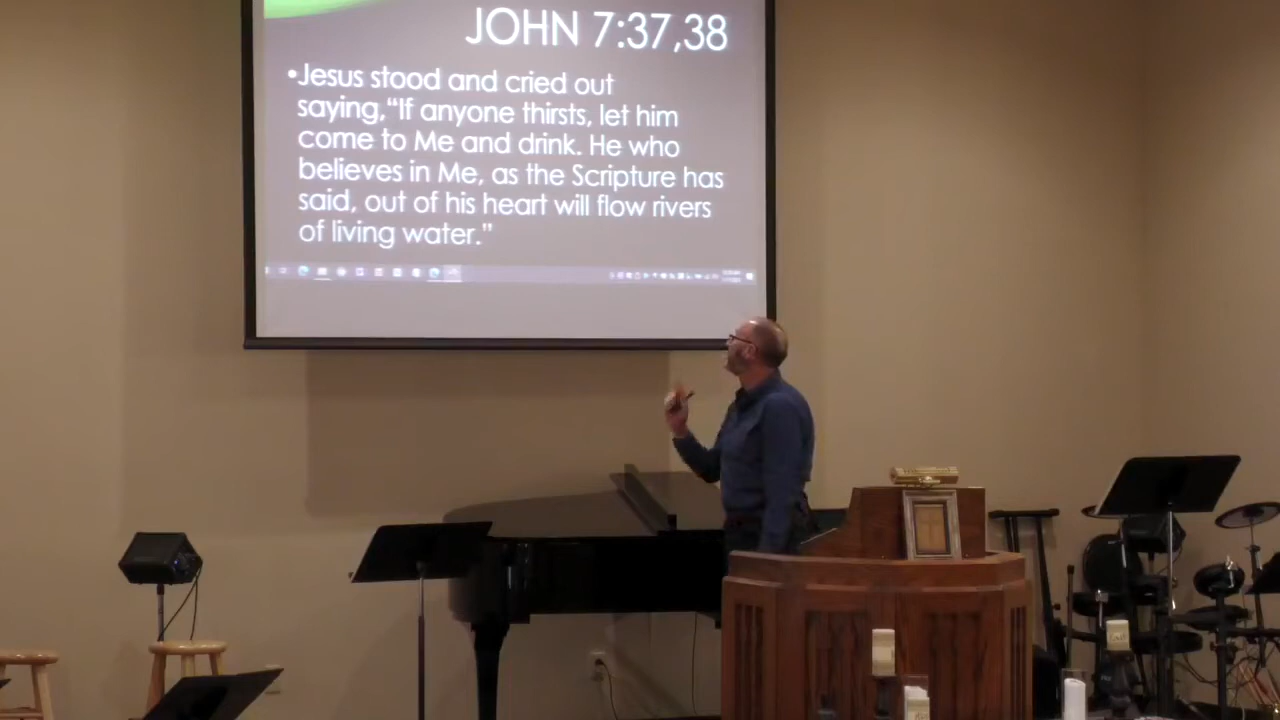 JOHN 7:37,38
•Jesus stood and cried out
saying,“If anyone thirsts, let him
come to Me and drink. He who
believes in Me, as the Scripture has
said, out of his heart will flow rivers
of living water.”